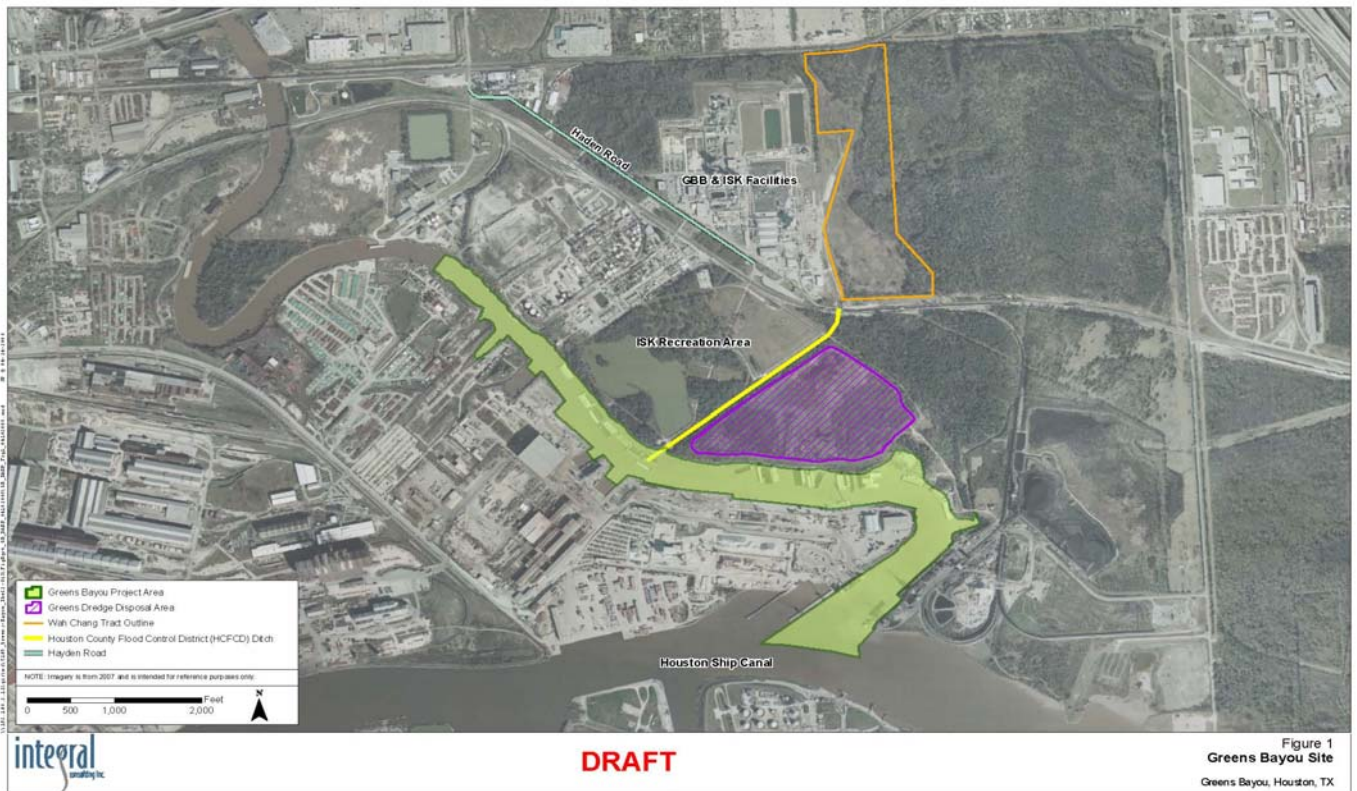 Haden Road
GBB & ISK Facilities
ISK Recreation Area
Houston Ship Canal
Greens Bayou Project Area
Greens Dredge Disposal Area
Wah Chang Tract Outline
Houston County Flood Control District (HCFCD) Ditch
Hayden Road
NOTE: Imagery is from 2007 and is intended for reference purposes only.
Feet
0 500 1,000 2,000
N
integral
consulting inc.
DRAFT
Figure 1
Greens Bayou Site
Greens Bayou, Houston, TX